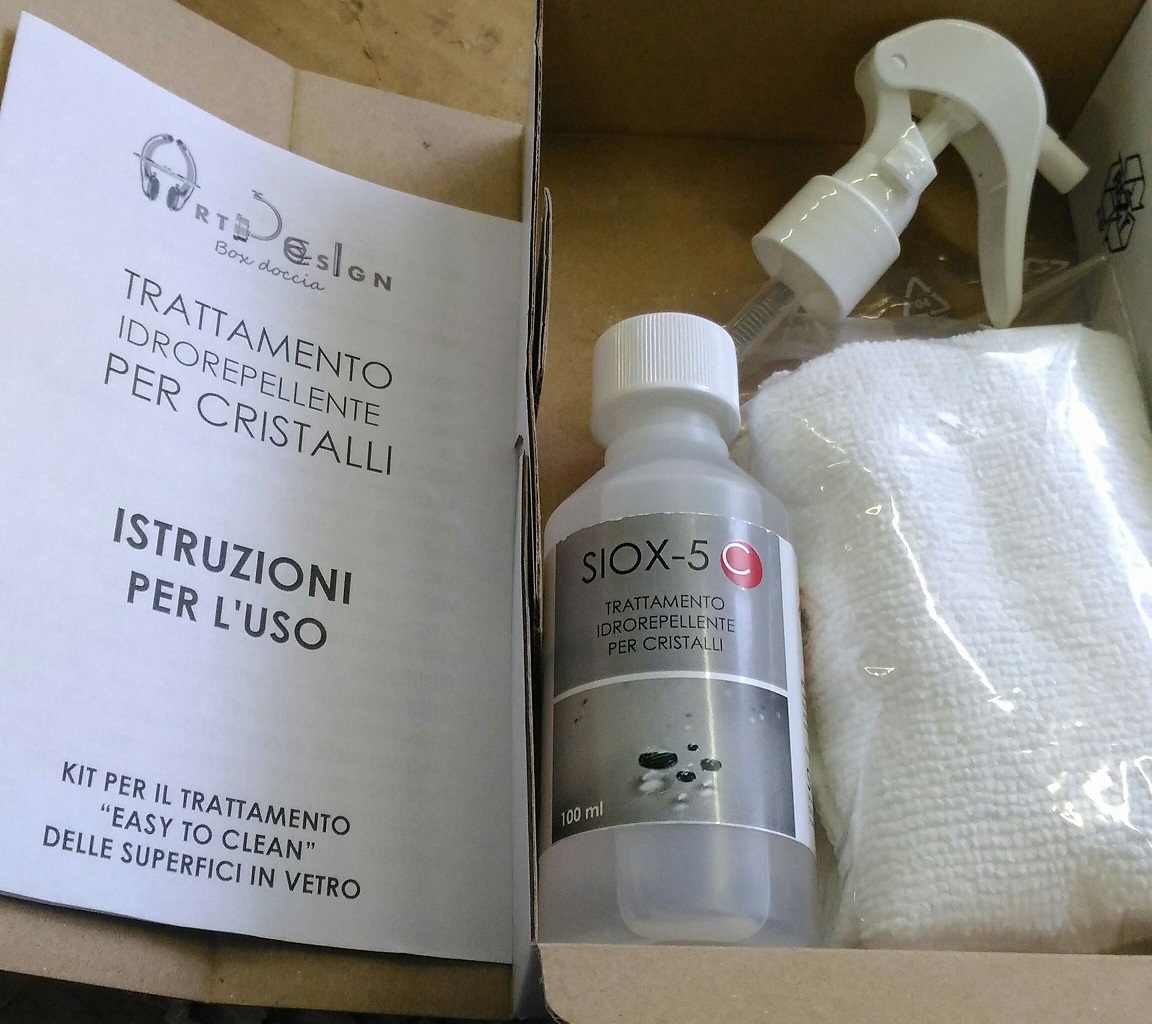 ARTDESIGN
Box doccia
TRATTAMENTO
IDROREPELLENTE
PER CRISTALLI
ISTRUZIONI
PER L'USO
KIT PER IL TRATTAMENTO
“EASY TO CLEAN”
DELLE SUPERFICI IN VETRO
SIOX-5 C
TRATTAMENTO
IDROREPELLENTE
PER CRISTALLI
100 ml
04